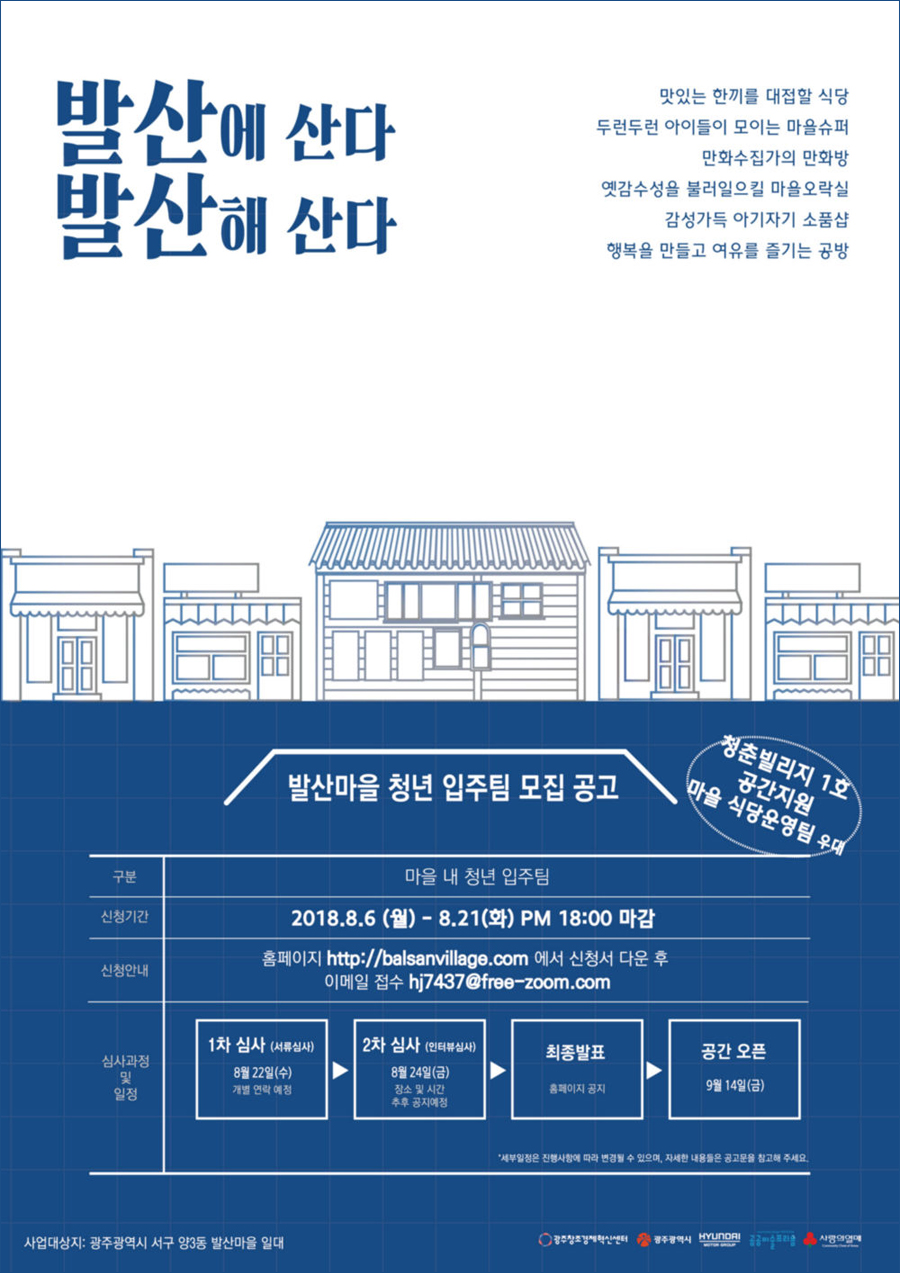 발산에 산다
발산해 산다
맛있는 한끼를 대접할 식당
두런두런 아이들이 모이는 마을슈퍼
만화수집가의 만화방
옛감수성을 불러일으킬 마을오락실
감성가득 아기자기 소품샵
행복을 만들고 여유를 즐기는 공방
발산마을 청년 입주팀 모집 공고
청춘빌리지 1호
공간지원
마을 식당운영팀 우대
구분
마을 내 청년 입주팀
신청기간
2018.8.6 (월) - 8.21(화) PM 18:00 마감
신청안내
홈페이지 http://balsanvillage.com 에서 신청서 다운 후
이메일 접수 hj7437@free-zoom.com
심사과정
및
일정
1차 심사 (서류심사)
8월 22일(수)
개별 연락 예정
2차 심사 (인터뷰심사)
8월 24일(금)
장소 및 시간
추후 공지예정
최종발표
홈페이지 공지
공간 오픈
9월 14일(금)
*세부일정은 진행사항에 따라 변경될 수 있으며, 자세한 내용들은 공고문을 참고해 주세요.
사업대상지: 광주광역시 서구 양3동 발산마을 일대
광주창조경제혁신센터
광주광역시
HYUNDAI
MOTOR GROUP
공공미술프리즘
사랑의열매